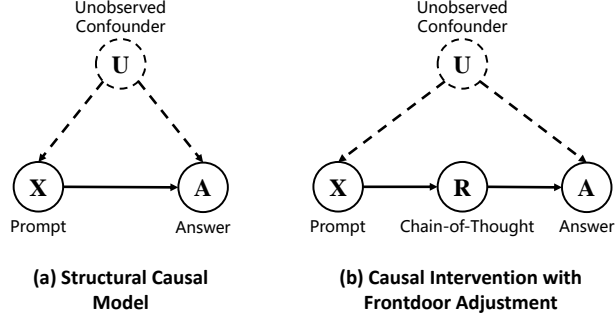 Unobserved
Confounder
U
X
A
Prompt
Answer
(a) Structural Causal
Model
Unobserved
Confounder
U
X
R
A
Prompt
Chain-of-Thought
Answer
(b) Causal Intervention with
Frontdoor Adjustment